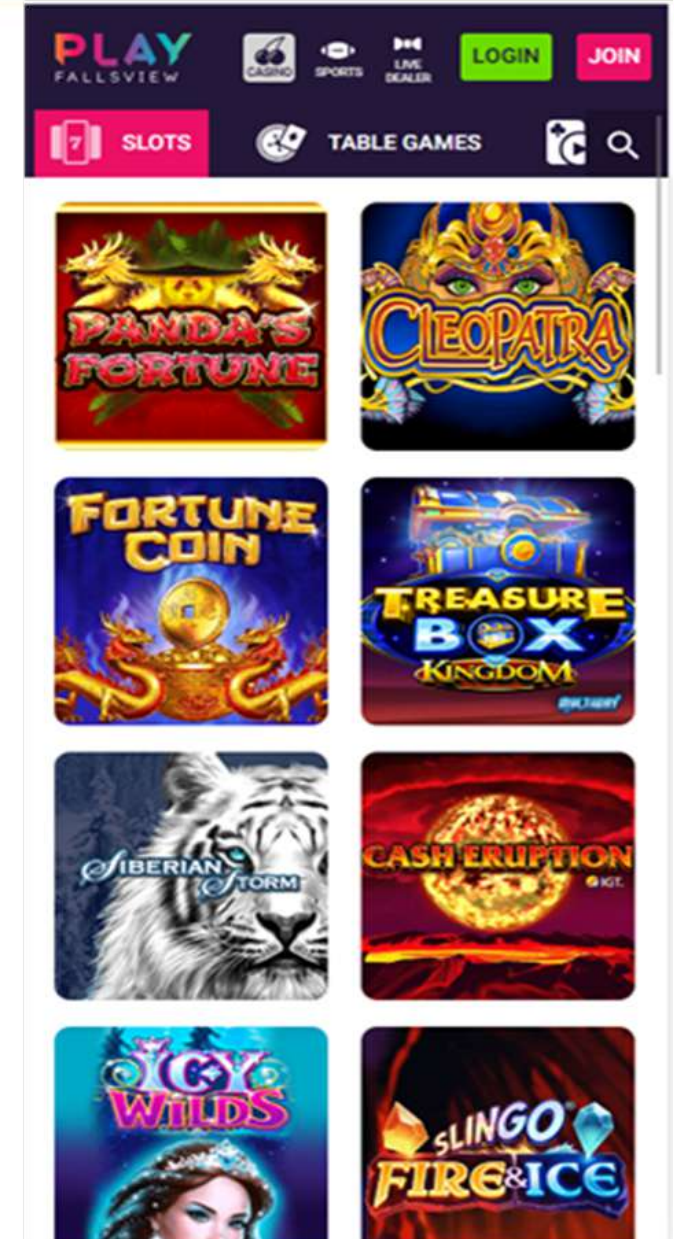 PLAY
FALLSVIEW
CASINO
SPORTS
LIVE
DEALER
LOGIN
JOIN
7
SLOTS
TABLE GAMES
PANDA'S
FORTUNE
CLEOPATRA
FORTUNE
COIN
TREASURE
BOX
KINGDOM
SIBERIAN
STORM
CASH ERUPTION
IGT.
ICY
WILDS
SLINGO
FIRE & ICE